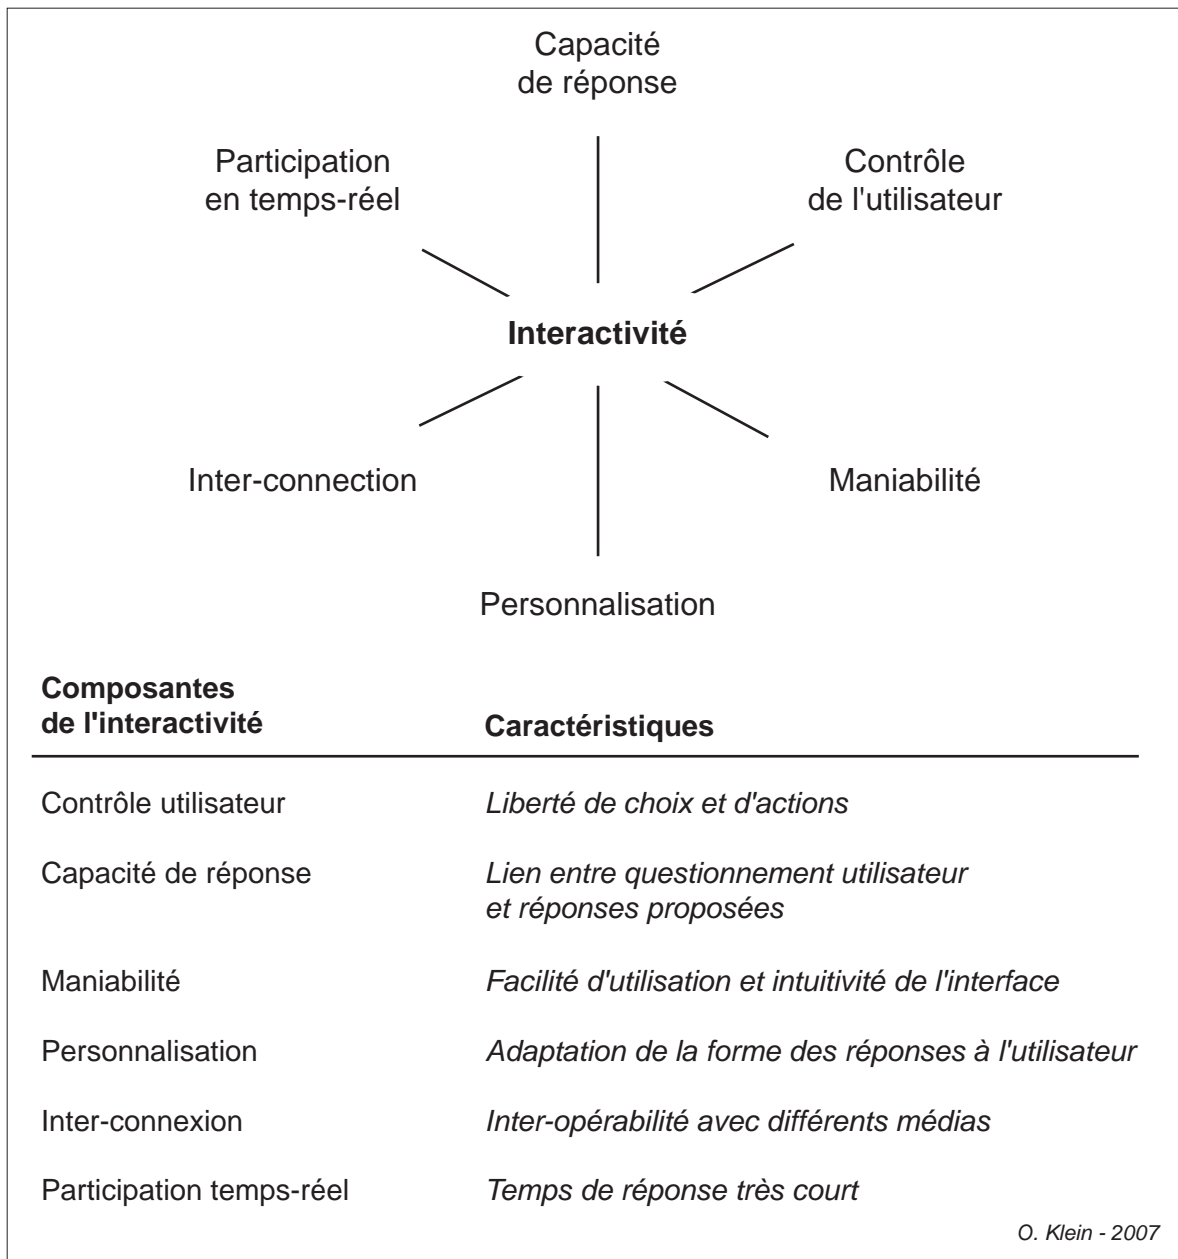 Capacité
de réponse
Participation
en temps-réel
Contrôle
de l'utilisateur
Interactivité
Inter-connection
Maniabilité
Personnalisation
Composantes
de l'interactivité
Caractéristiques
Contrôle utilisateur
Liberté de choix et d'actions
Capacité de réponse
Lien entre questionnement utilisateur
et réponses proposées
Maniabilité
Facilité d'utilisation et intuitivité de l'interface
Personnalisation
Adaptation de la forme des réponses à l'utilisateur
Inter-connexion
Inter-opérabilité avec différents médias
Participation temps-réel
Temps de réponse très court
O. Klein - 2007